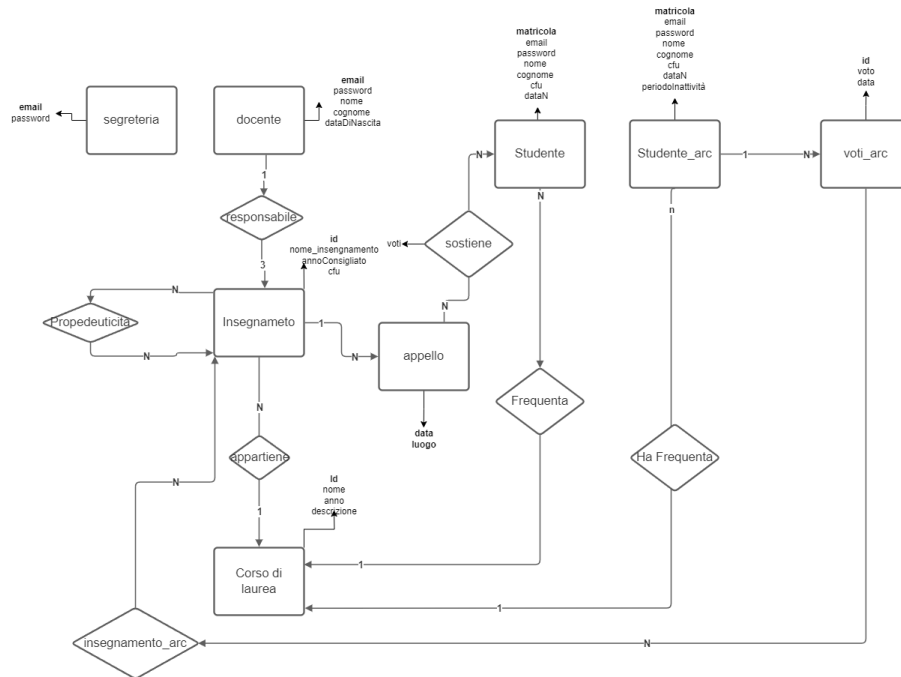 matricola
email
password
nome
cognome
cfu
dataN
matricola
email
password
nome
cognome
cfu
dataN
periodoInattività
id
voto
data
email
password
segreteria
docente
email
password
nome
cognome
dataDiNascita
Studente
Studente_arc
voti_arc
1
N
1
N
N
n
responsabile
3
id
nome_insengnamento
annoConsigliato
cfu
voti
sostiene
N
N
Propedeuticità
N
Insegnameto
1
N
appello
data
luogo
N
N
appartiene
1
Frequenta
Ha Frequenta
Id
nome
anno
descrizione
Corso di
laurea
1
1
N
insegnamento_arc
N